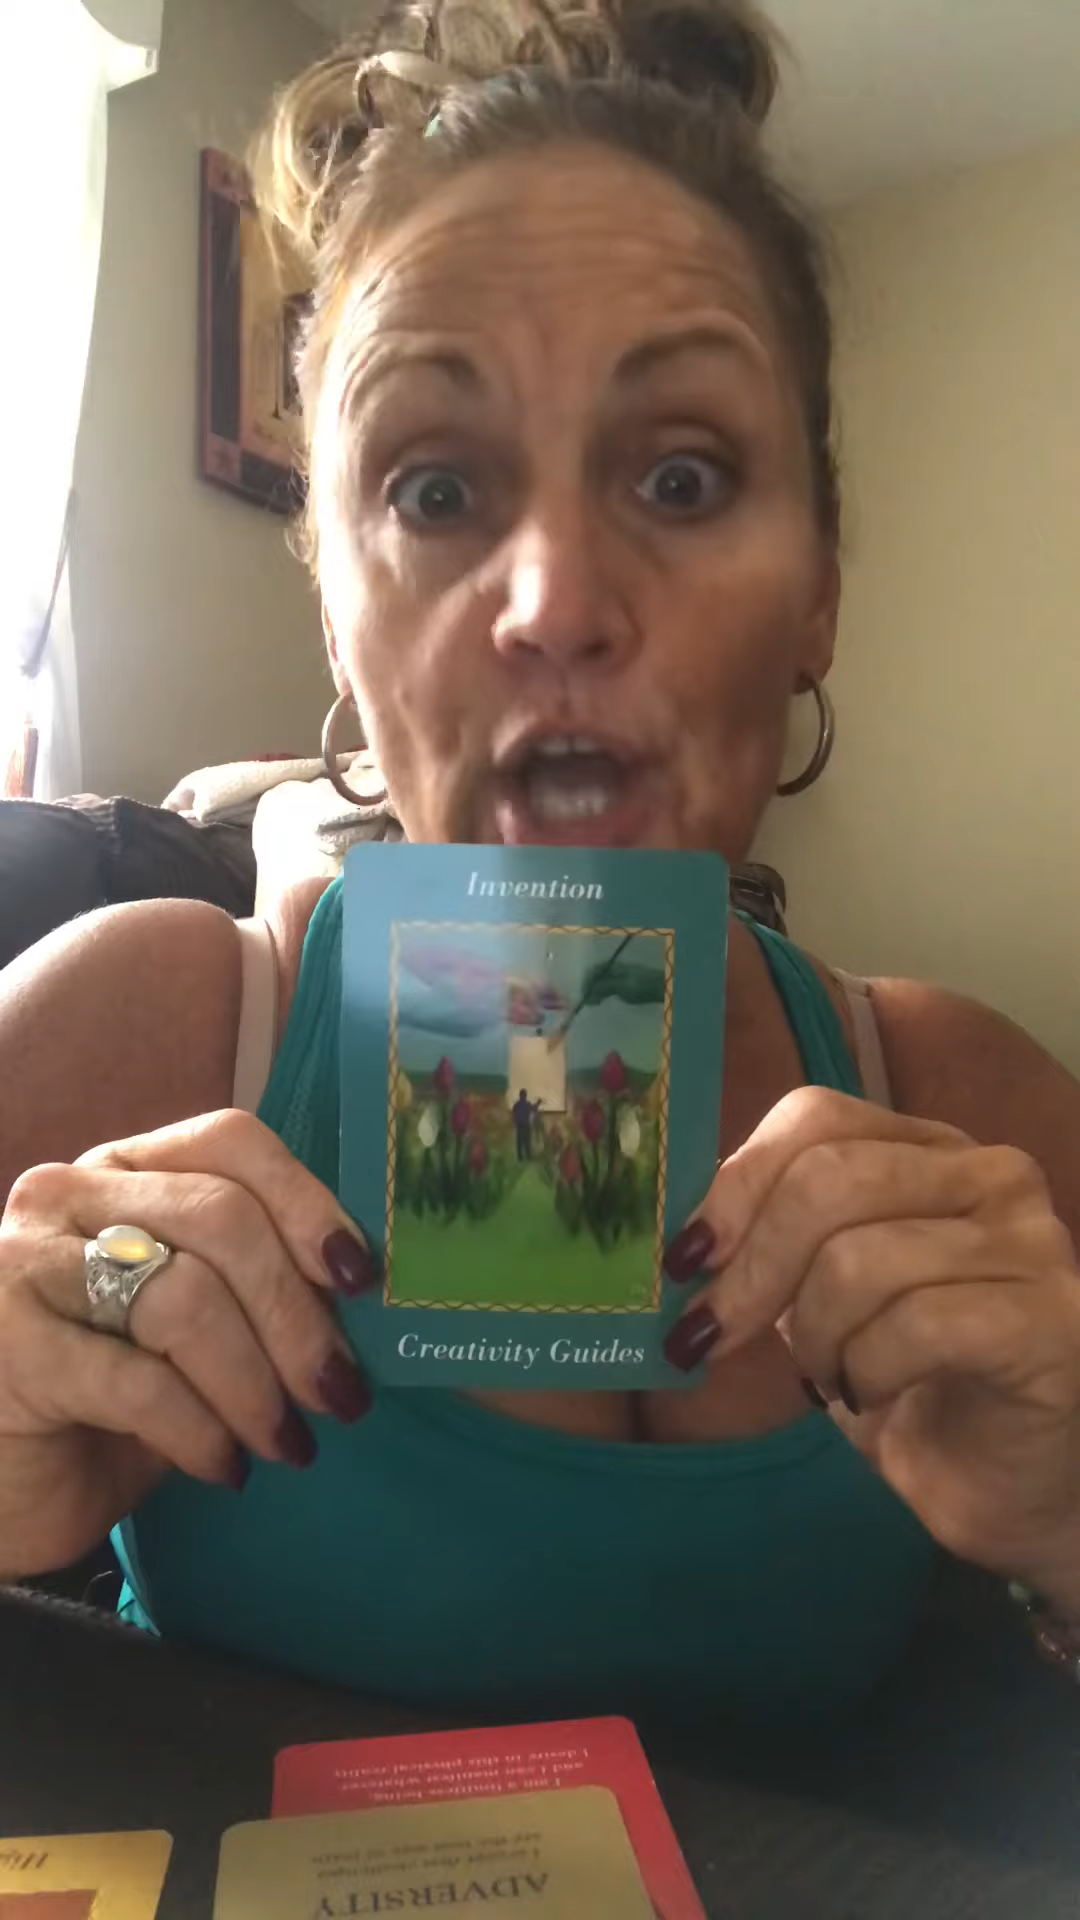 Invention
Creativity Guides
I am a limitless being,
and I can manifest whatever
I desire in this physical reality
ADVERSITY